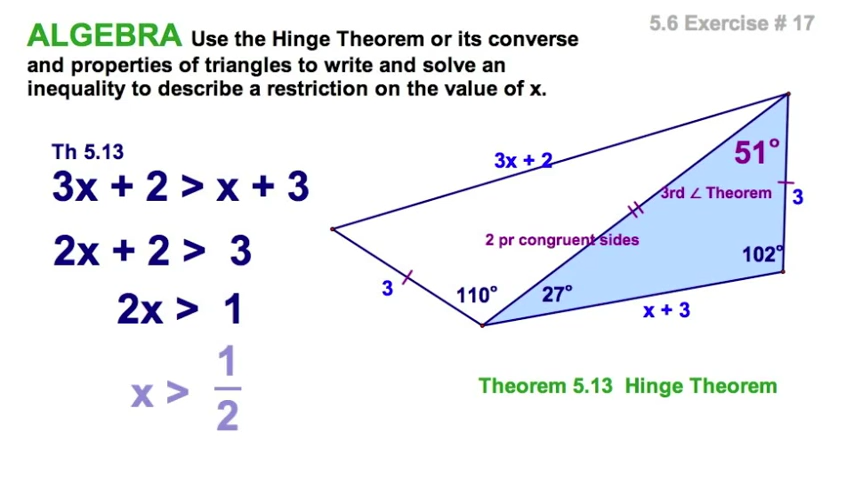 5.6 Exercise # 17
ALGEBRA Use the Hinge Theorem or its converse
and properties of triangles to write and solve an
inequality to describe a restriction on the value of x.
Th 5.13
3x + 2 > x + 3
2x + 2 > 3
2x > 1
x > 1/2
3x + 2
51°
3rd ∠ Theorem
3
2 pr congruent sides
102°
3
110°
27°
x + 3
Theorem 5.13 Hinge Theorem